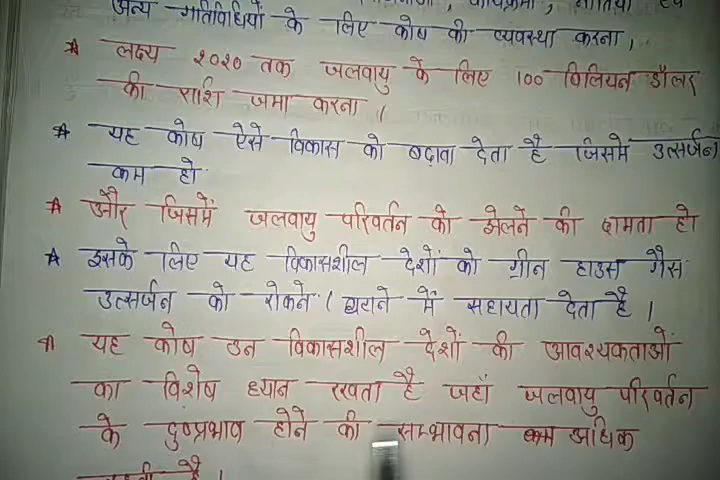 अन्य गतिविधियों के लिए कोष की व्यवस्था करना।
* लक्ष्य २०२० तक जलवायु के लिए 100 बिलियन डॉलर
की राशि जमा करना।
* यह कोष ऐसे विकास को बढ़ावा देता है जिसमें उत्सर्जन
कम हो
* और जिसमें जलवायु परिवर्तन को झेलने की क्षमता हो
* इसके लिए यह विकासशील देशों को ग्रीन हाउस गैस
उत्सर्जन को रोकने/घटाने में सहायता देता है।
* यह कोष उन विकासशील देशों की आवश्यकताओं
का विशेष ध्यान रखता है जहाँ जलवायु परिवर्तन
के दुष्प्रभाव होने की सम्भावना अधिक
है।